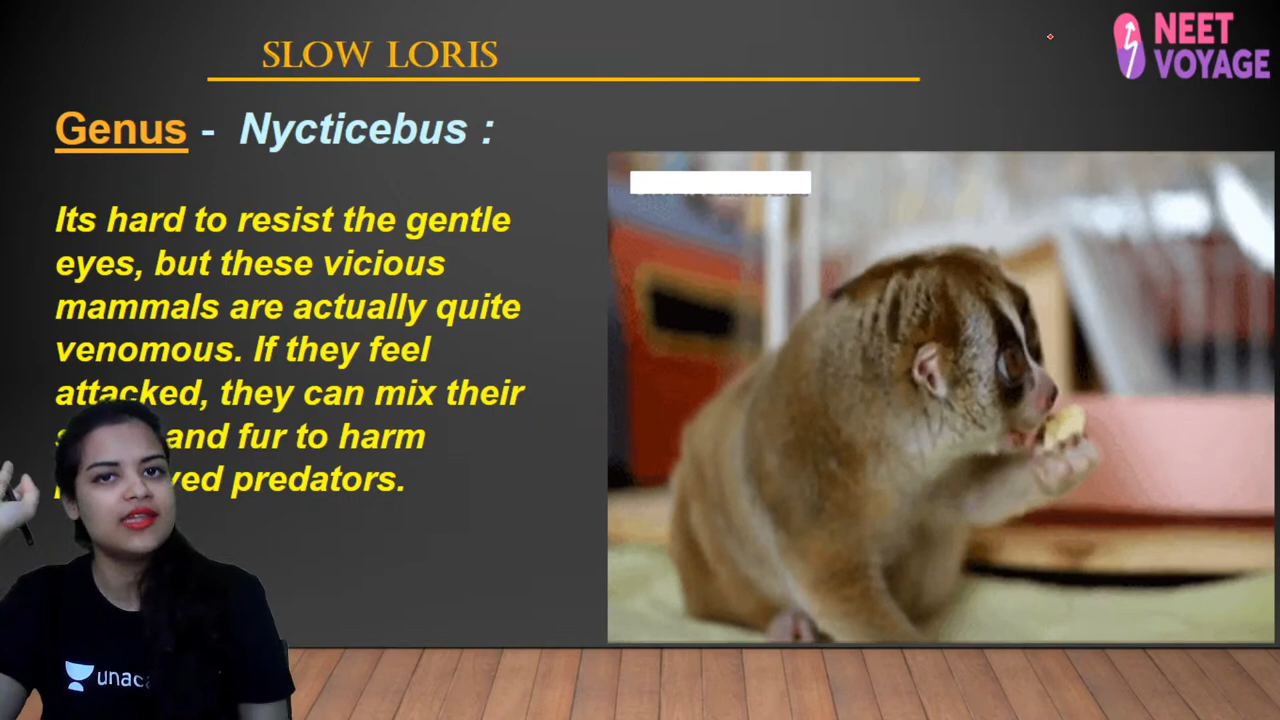 SLOW LORIS
NEET
VOYAGE
Genus - Nycticebus :
Its hard to resist the gentle
eyes, but these vicious
mammals are actually quite
venomous. If they feel
attacked, they can mix their
and fur to harm
predators.